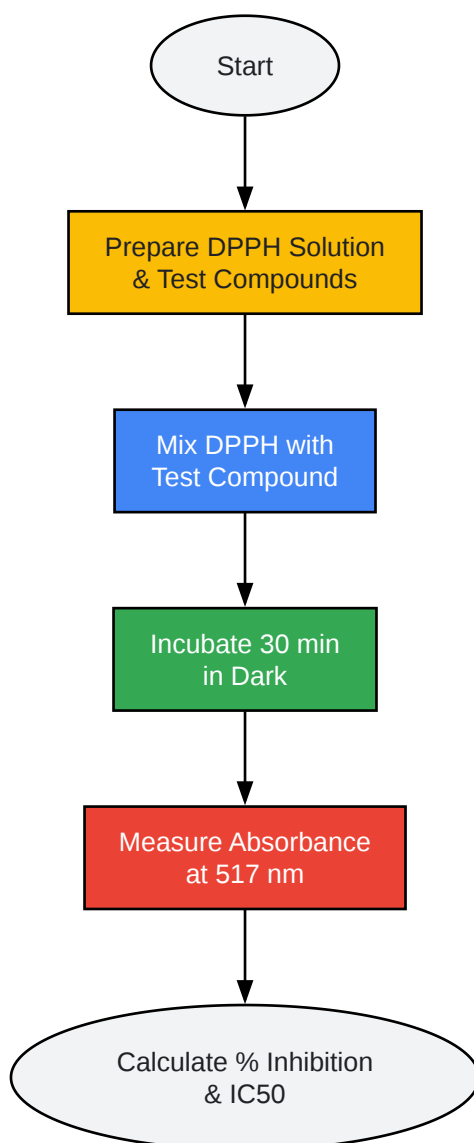 Start
Prepare DPPH Solution
& Test Compounds
Mix DPPH with
Test Compound
Incubate 30 min
in Dark
Measure Absorbance
at 517 nm
Calculate % Inhibition
& IC50